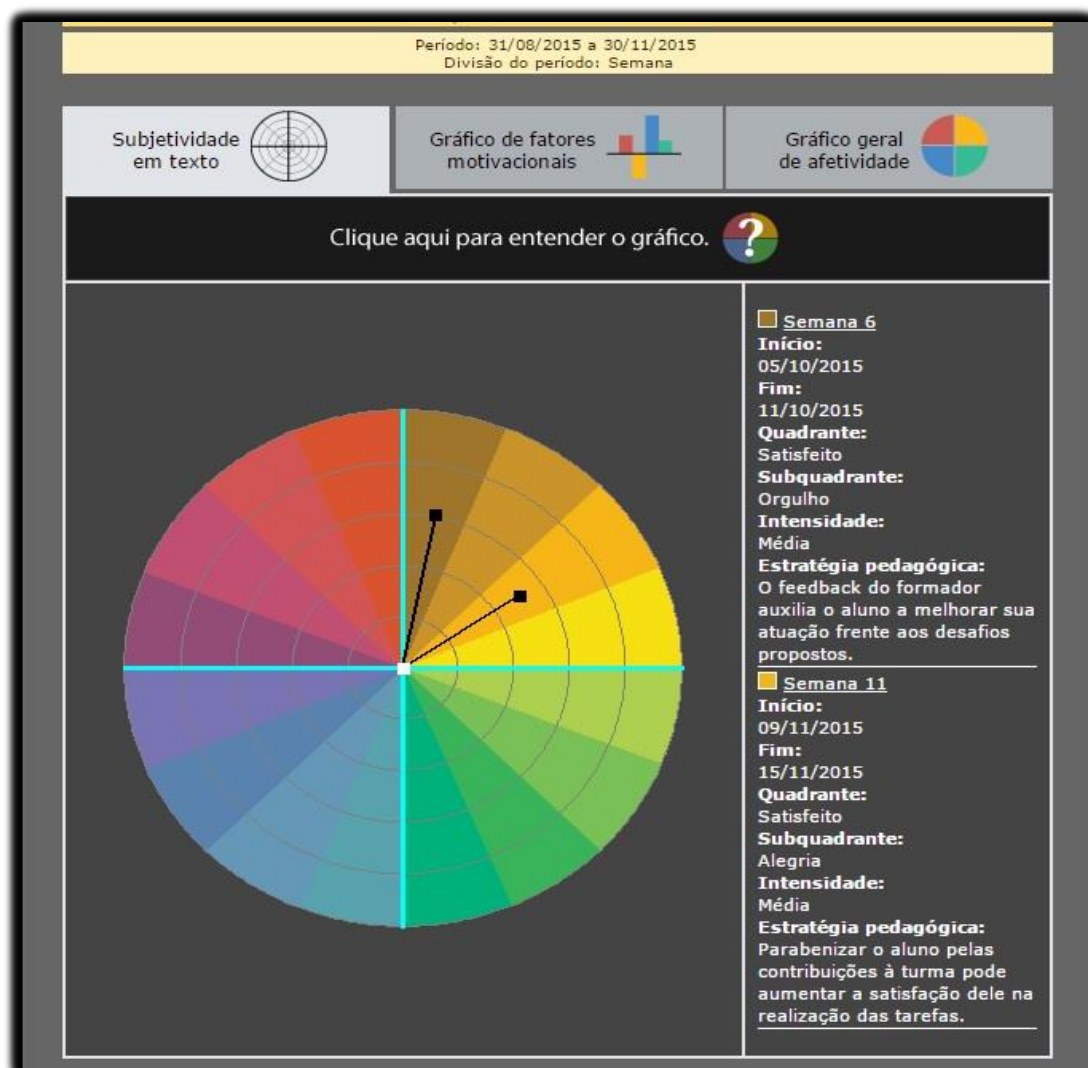 Período: 31/08/2015 a 30/11/2015
Divisão do período: Semana
Subjetividade
em texto
Gráfico de fatores
motivacionais
Gráfico geral
de afetividade
Clique aqui para entender o gráfico. ?
Semana 6
Início:
05/10/2015
Fim:
11/10/2015
Quadrante:
Satisfeito
Subquadrante:
Orgulho
Intensidade:
Média
Estratégia pedagógica:
O feedback do formador
auxilia o aluno a melhorar sua
atuação frente aos desafios
propostos.
Semana 11
Início:
09/11/2015
Fim:
15/11/2015
Quadrante:
Satisfeito
Subquadrante:
Alegria
Intensidade:
Média
Estratégia pedagógica:
Parabenizar o aluno pelas
contribuições à turma pode
aumentar a satisfação dele na
realização das tarefas.